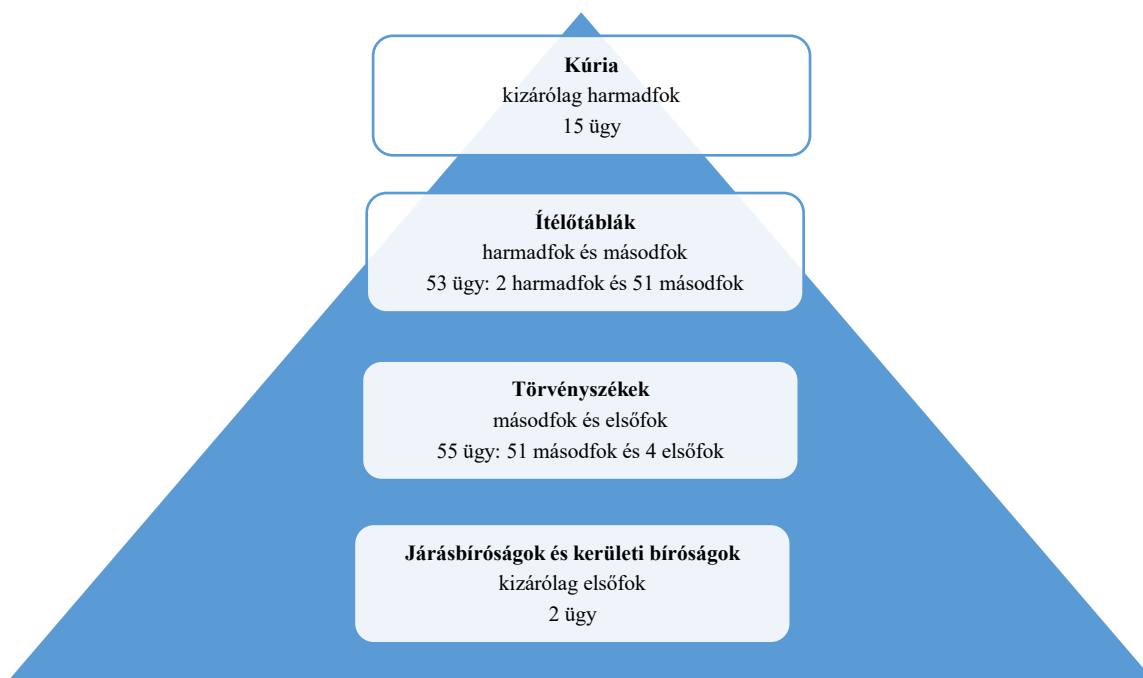 Kúria
kizárólag harmadfok
15 ügy
Ítélőtáblák
harmadfok és másodfok
53 ügy: 2 harmadfok és 51 másodfok
Törvényszékek
másodfok és elsőfok
55 ügy: 51 másodfok és 4 elsőfok
Járásbíróságok és kerületi bíróságok
kizárólag elsőfok
2 ügy